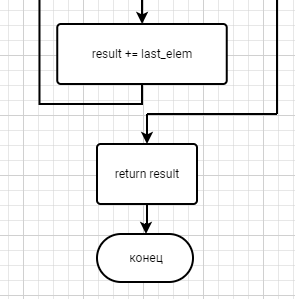 result += last_elem
return result
конец